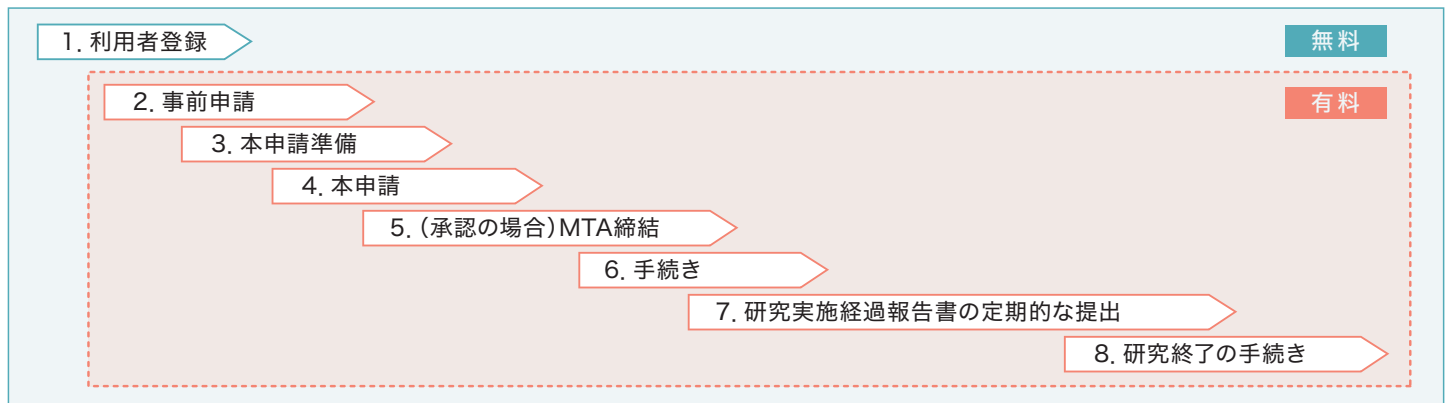 1. 利用者登録
無料
2. 事前申請
有料
3. 本申請準備
4. 本申請
5.（承認の場合）MTA締結
6. 手続き
7. 研究実施経過報告書の定期的な提出
8. 研究終了の手続き